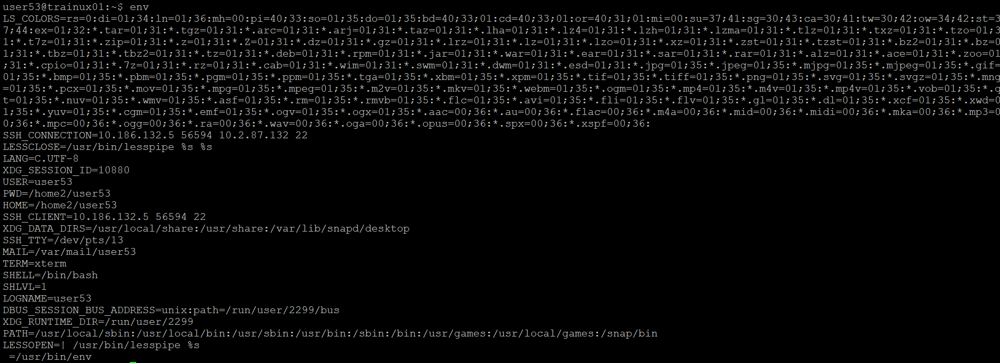 user53@trainux01:~$ env
LS_COLORS=rs=0:di=01;34:ln=01;36:mh=00:pi=40;33:so=01;35:do=01;35:bd=40;33;01:cd=40;33;01:or=40;31;01:mi=00:su=37;41:sg=30;43:ca=30;41:tw=30;42:ow=34;42:st=3
7;44:ex=01;32:*.tar=01;31:*.tgz=01;31:*.arc=01;31:*.arj=01;31:*.taz=01;31:*.lha=01;31:*.lz4=01;31:*.lzh=01;31:*.lzma=01;31:*.tlz=01;31:*.txz=01;31:*.tzo=01;3
1:*.t7z=01;31:*.zip=01;31:*.z=01;31:*.Z=01;31:*.dz=01;31:*.gz=01;31:*.lrz=01;31:*.lz=01;31:*.lzo=01;31:*.xz=01;31:*.zst=01;31:*.tzst=01;31:*.bz2=01;31:*.bz=0
1;31:*.tbz=01;31:*.tbz2=01;31:*.tz=01;31:*.deb=01;31:*.rpm=01;31:*.jar=01;31:*.war=01;31:*.ear=01;31:*.sar=01;31:*.rar=01;31:*.alz=01;31:*.ace=01;31:*.zoo=01
;31:*.cpio=01;31:*.7z=01;31:*.rz=01;31:*.cab=01;31:*.wim=01;31:*.swm=01;31:*.dwm=01;31:*.esd=01;31:*.jpg=01;35:*.jpeg=01;35:*.mjpg=01;35:*.mjpeg=01;35:*.gif=
01;35:*.bmp=01;35:*.pbm=01;35:*.pgm=01;35:*.ppm=01;35:*.tga=01;35:*.xbm=01;35:*.xpm=01;35:*.tif=01;35:*.tiff=01;35:*.png=01;35:*.svg=01;35:*.svgz=01;35:*.mng
=01;35:*.pcx=01;35:*.mov=01;35:*.mpg=01;35:*.mpeg=01;35:*.m2v=01;35:*.mkv=01;35:*.webm=01;35:*.ogm=01;35:*.mp4=01;35:*.m4v=01;35:*.mp4v=01;35:*.vob=01;35:*.q
t=01;35:*.nuv=01;35:*.wmv=01;35:*.asf=01;35:*.rm=01;35:*.rmvb=01;35:*.flc=01;35:*.avi=01;35:*.fli=01;35:*.flv=01;35:*.gl=01;35:*.dl=01;35:*.xcf=01;35:*.xwd=0
1;35:*.yuv=01;35:*.cgm=01;35:*.emf=01;35:*.ogv=01;35:*.ogx=01;35:*.aac=00;36:*.au=00;36:*.flac=00;36:*.m4a=00;36:*.mid=00;36:*.midi=00;36:*.mka=00;36:*.mp3=0
0;36:*.mpc=00;36:*.ogg=00;36:*.ra=00;36:*.wav=00;36:*.oga=00;36:*.opus=00;36:*.spx=00;36:*.xspf=00;36:
SSH_CONNECTION=10.186.132.5 56594 10.2.87.132 22
LESSCLOSE=/usr/bin/lesspipe %s %s
LANG=C.UTF-8
XDG_SESSION_ID=10880
USER=user53
PWD=/home2/user53
HOME=/home2/user53
SSH_CLIENT=10.186.132.5 56594 22
XDG_DATA_DIRS=/usr/local/share:/usr/share:/var/lib/snapd/desktop
SSH_TTY=/dev/pts/13
MAIL=/var/mail/user53
TERM=xterm
SHELL=/bin/bash
SHLVL=1
LOGNAME=user53
DBUS_SESSION_BUS_ADDRESS=unix:path=/run/user/2299/bus
XDG_RUNTIME_DIR=/run/user/2299
PATH=/usr/local/sbin:/usr/local/bin:/usr/sbin:/usr/bin:/sbin:/bin:/usr/games:/usr/local/games:/snap/bin
LESSOPEN=| /usr/bin/lesspipe %s
 =/usr/bin/env